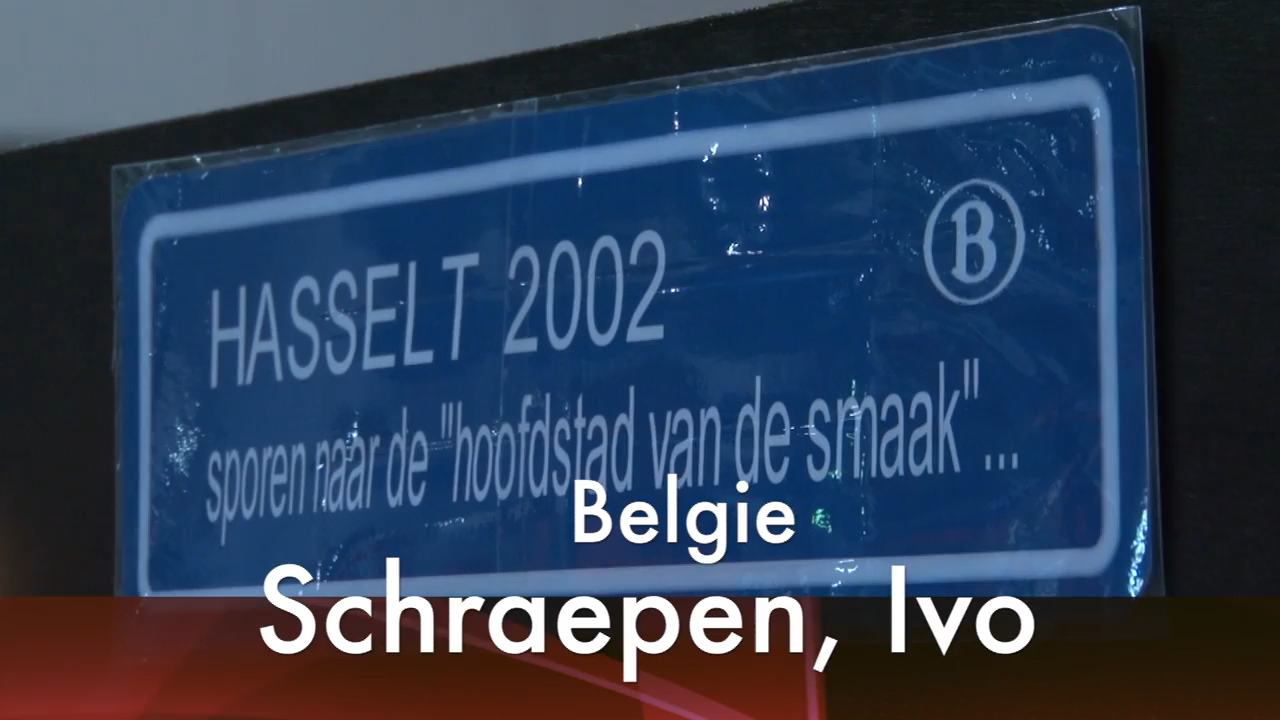 HASSELT 2002
B
sporen naar de "hoofdstad van de smaak"...
Belgie
Schraepen, Ivo